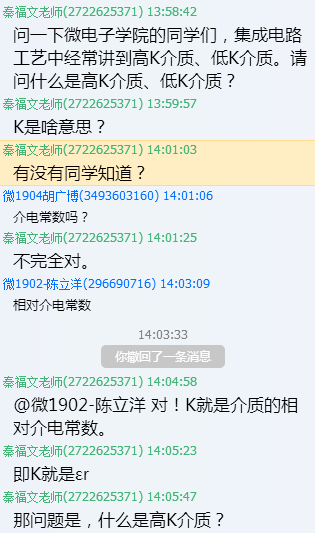 秦福文老师(2722625371) 13:58:42
问一下微电子学院的同学们，集成电路
工艺中经常讲到高K介质、低K介质。请
问什么是高K介质、低K介质？
秦福文老师(2722625371) 13:59:57
K是啥意思？
秦福文老师(2722625371) 14:01:03
有没有同学知道？
微1904胡广博(3493603160) 14:01:06
介电常数吗？
秦福文老师(2722625371) 14:01:25
不完全对。
微1902-陈立洋(296690716) 14:03:09
相对介电常数
14:03:33
你撤回了一条消息
秦福文老师(2722625371) 14:04:58
@微1902-陈立洋 对！K就是介质的相
对介电常数。
秦福文老师(2722625371) 14:05:23
即K就是εr
秦福文老师(2722625371) 14:05:47
那问题是，什么是高K介质？